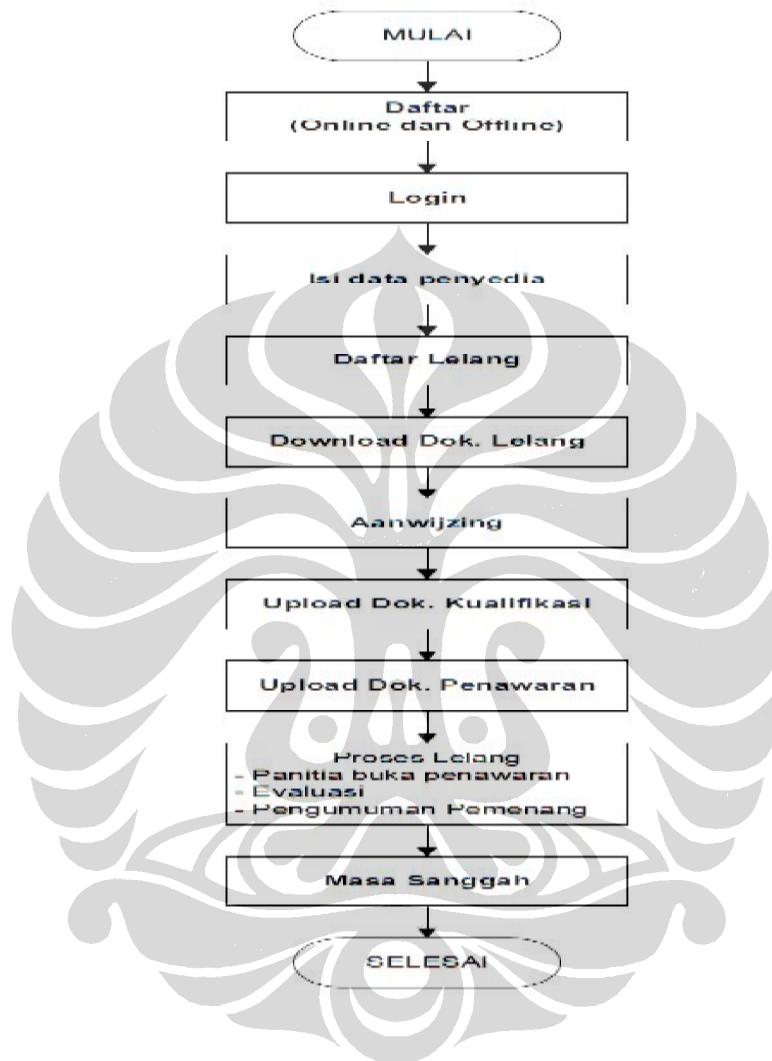 MULAI
Daftar
(Online dan Offline)
Login
Isi data penyedia
Daftar Lelang
Download Dok. Lelang
Aanwijzing
Upload Dok. Kualifikasi
Upload Dok. Penawaran
Proses Lelang
- Panitia buka penawaran
- Evaluasi
- Pengumuman Pemenang
Masa Sanggah
SELESAI